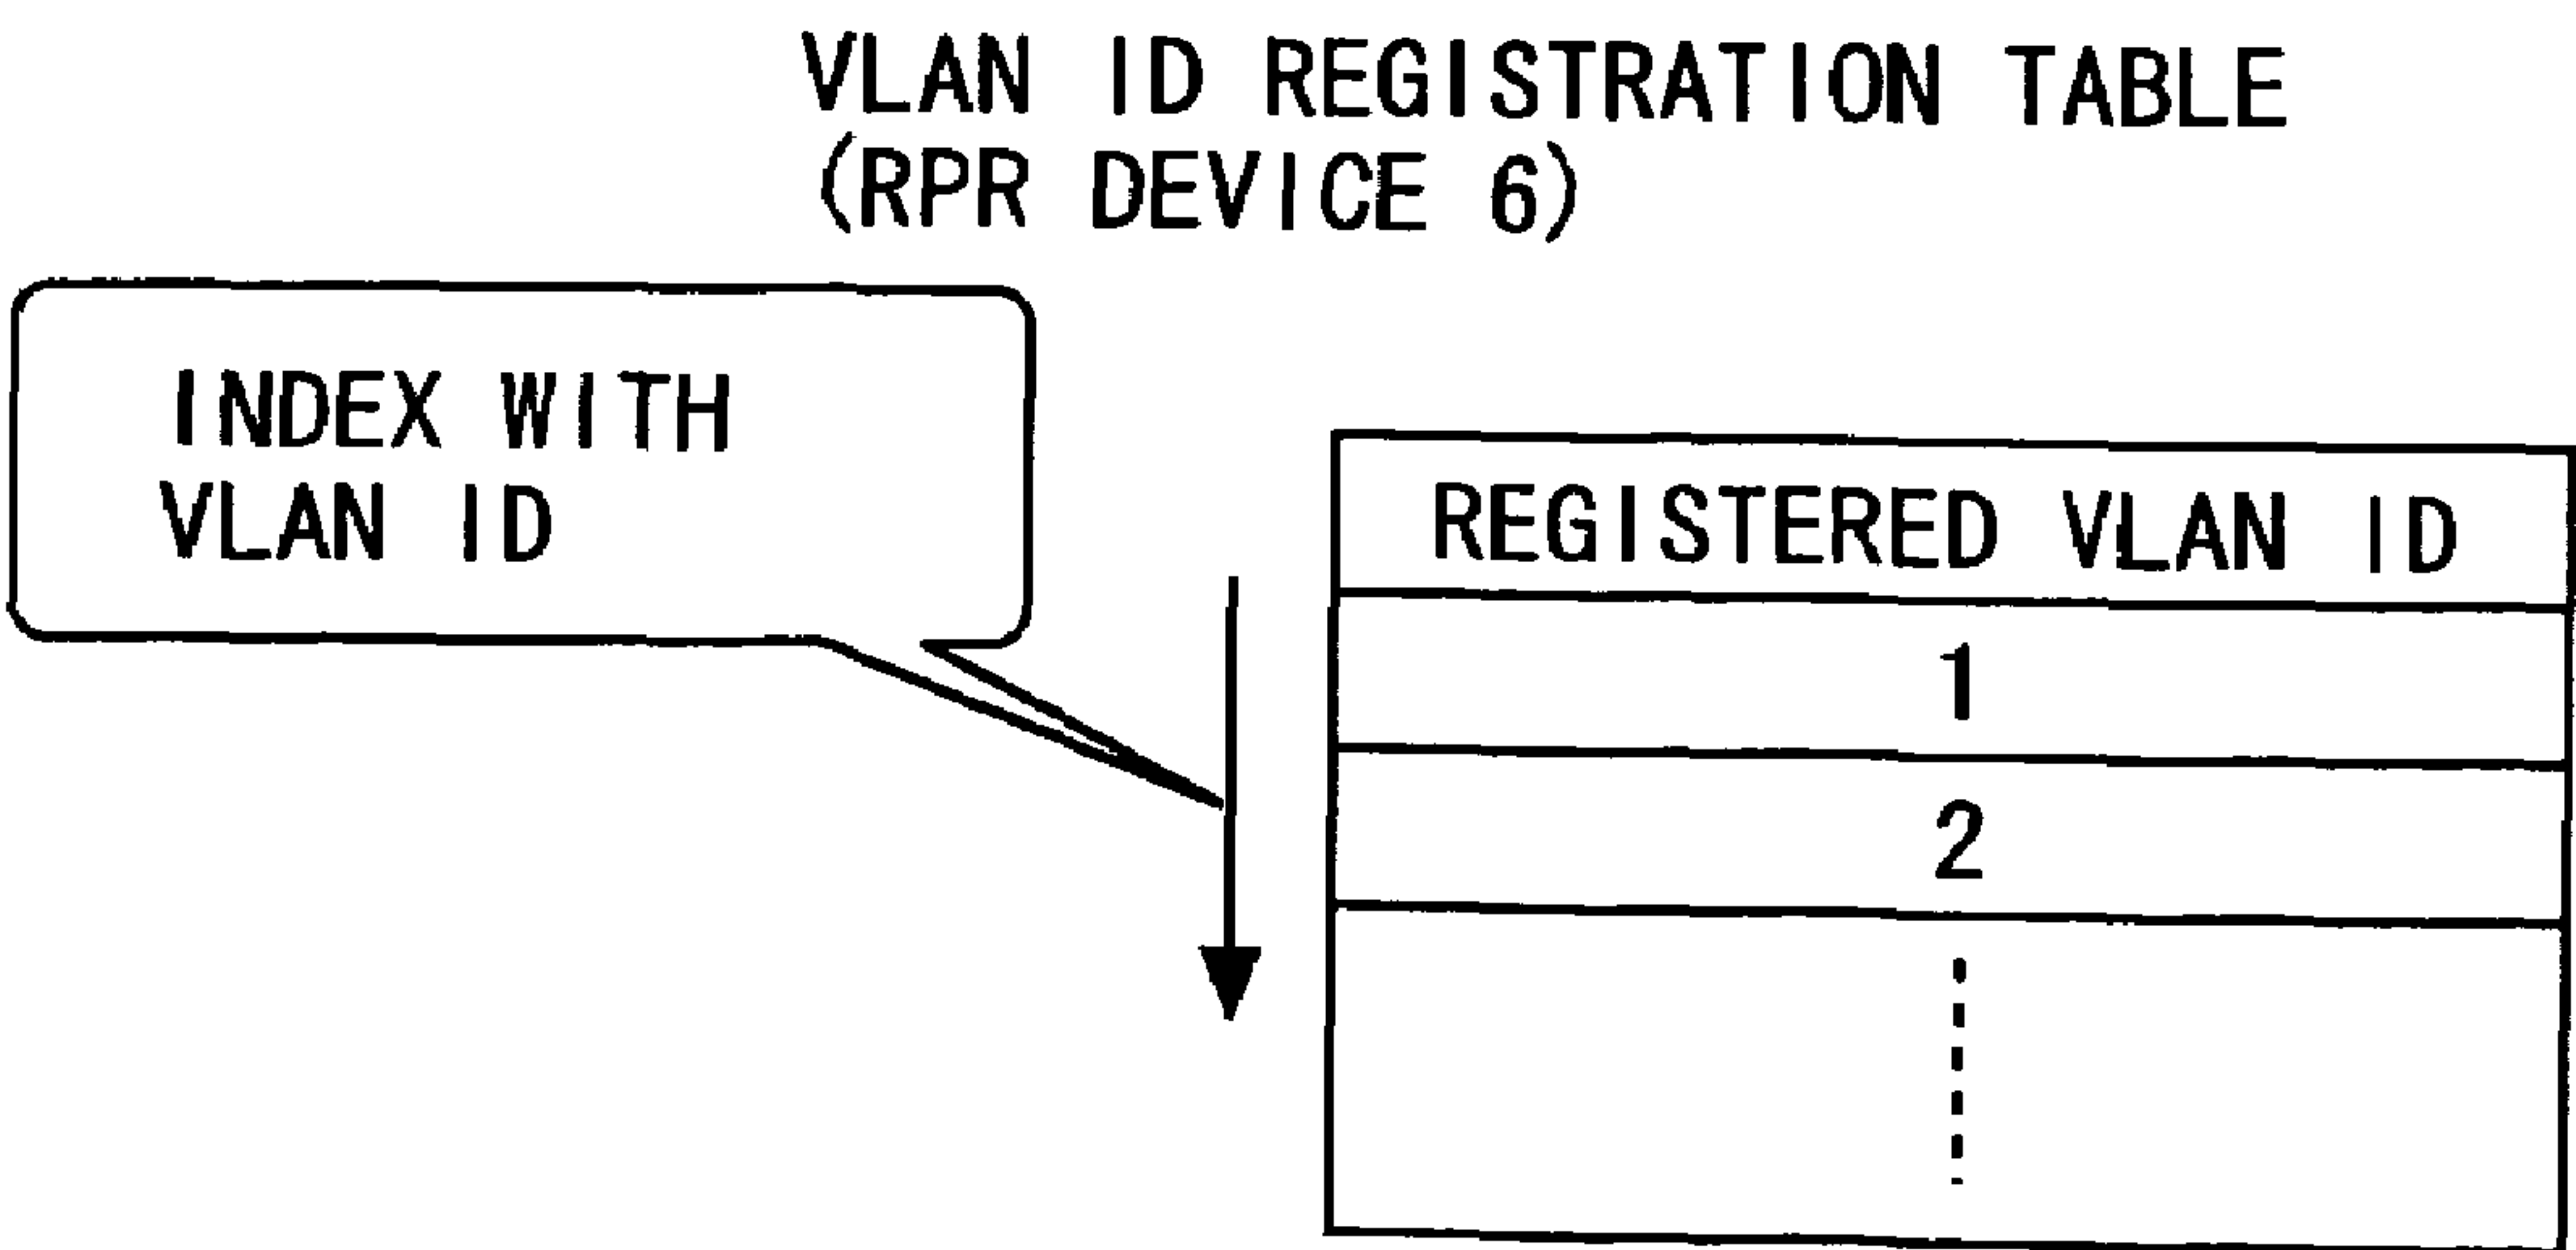 VLAN ID REGISTRATION TABLE
(RPR DEVICE 6)
INDEX WITH
VLAN ID
REGISTERED VLAN ID
1
2